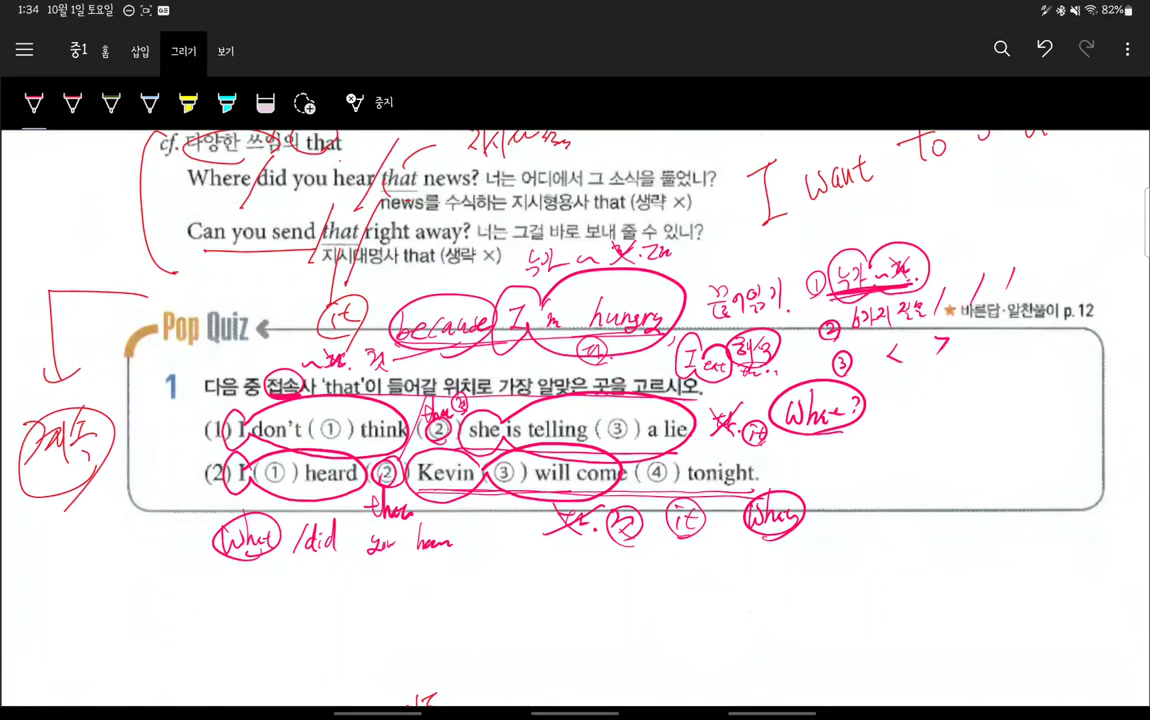 1:34 10월 1일 토요일 82%
중1 홈 삽입 그리기 보기
중지
cf. 다양한 쓰임의 that
I want to
Where did you hear that news? 너는 어디에서 그 소식을 들었니?
news를 수식하는 지시형용사 that (생략 ×)
Can you send that right away? 너는 그걸 바로 보내 줄 수 있니?
지시대명사 that (생략 ×)
it
because I'm hungry,
①
②
③ < >
Pop Quiz
★ 바른답·알찬풀이 p.12
1 다음 중 접속사 'that'이 들어갈 위치로 가장 알맞은 곳을 고르시오.
(1) I don't ( ① ) think ( ② ) she is telling ( ③ ) a lie
it
What?
(2) I ( ① ) heard ( ② ) Kevin ( ③ ) will come ( ④ ) tonight.
that
it
What
What / did you hear